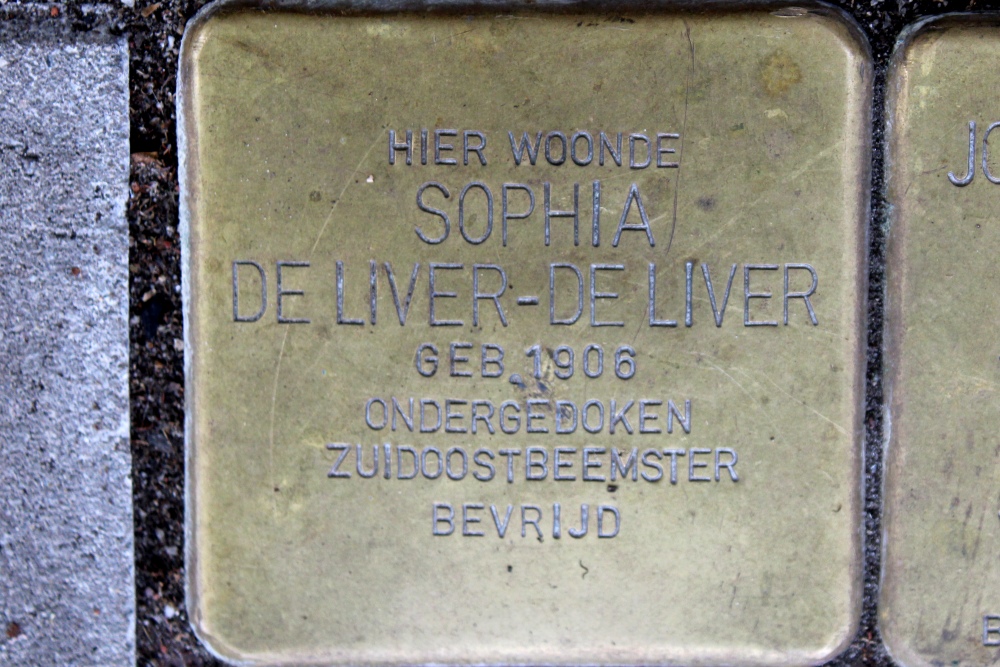 HIER WOONDE
SOPHIA
DE LIVER-DE LIVER
GEB. 1906
ONDERGEDOKEN
ZUIDOOSTBEEMSTER
BEVRIJD